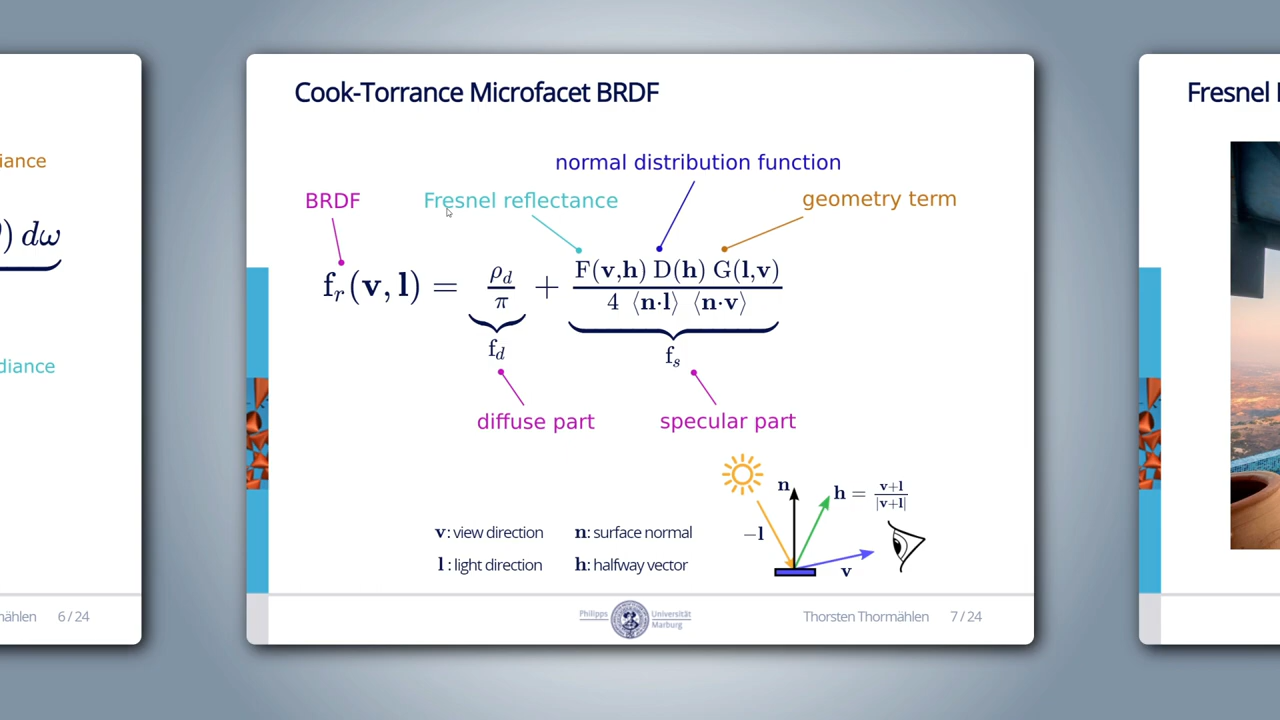 iance
) dω
diance
nählen 6 / 24
Cook-Torrance Microfacet BRDF
normal distribution function
BRDF
Fresnel reflectance
geometry term
fᵣ(v, l) = ρ_d/π + F(v,h) D(h) G(l,v) / 4 ⟨n·l⟩ ⟨n·v⟩
f_d
f_s
diffuse part
specular part
n
h = v+l/|v+l|
−l
v
v: view direction
n: surface normal
l : light direction
h: halfway vector
Philipps Universität
Marburg
Thorsten Thormählen 7 / 24
Fresnel